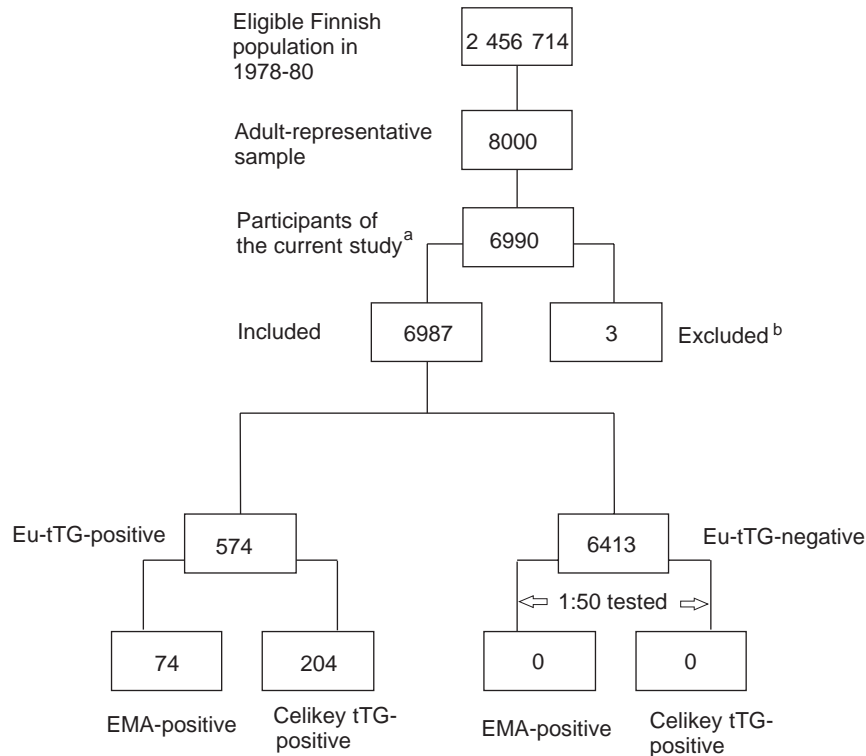 Eligible Finnish
population in
1978-80
2 456 714
Adult-representative
sample
8000
Participants of
the current study a
6990
Included
6987
3
Excluded b
Eu-tTG-positive
574
6413
Eu-tTG-negative
1:50 tested
74
204
0
0
EMA-positive
Celikey tTG-
positive
EMA-positive
Celikey tTG-
positive